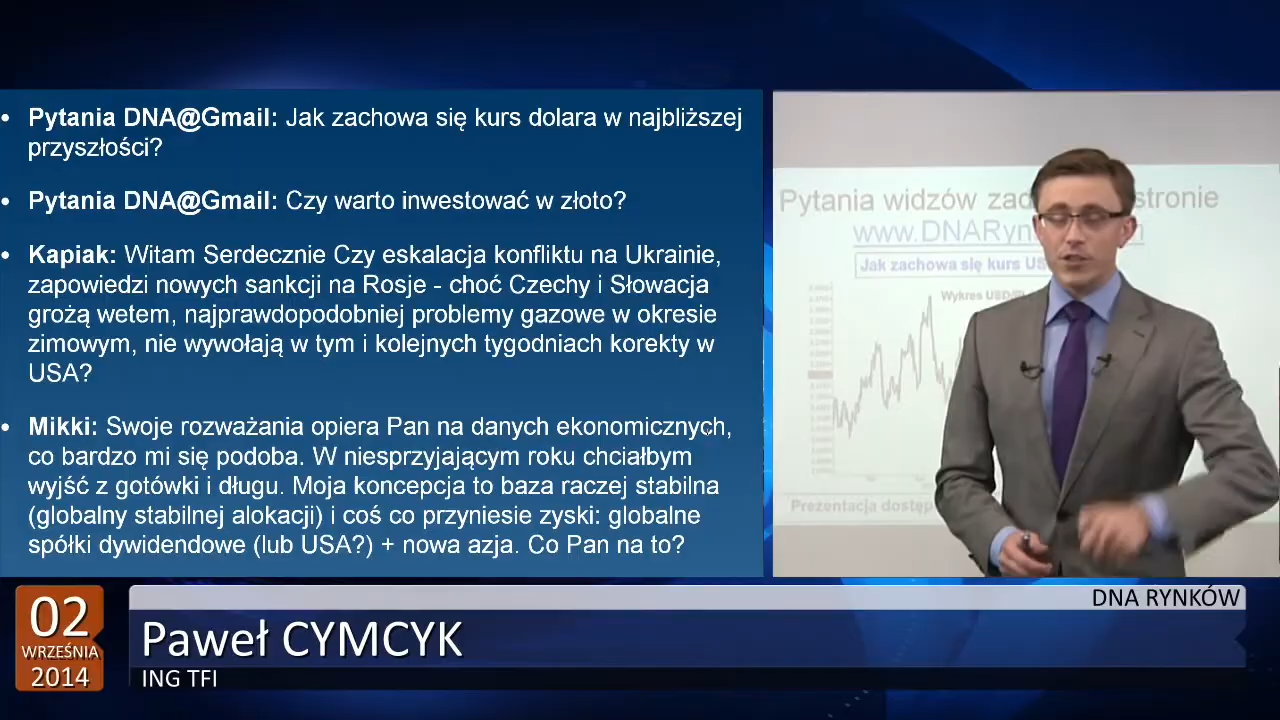 • Pytania DNA@Gmail: Jak zachowa się kurs dolara w najbliższej
przyszłości?
• Pytania DNA@Gmail: Czy warto inwestować w złoto?
• Kapiak: Witam Serdecznie Czy eskalacja konfliktu na Ukrainie,
zapowiedzi nowych sankcji na Rosje - choć Czechy i Słowacja
grożą wetem, najprawdopodobniej problemy gazowe w okresie
zimowym, nie wywołają w tym i kolejnych tygodniach korekty w
USA?
• Mikki: Swoje rozważania opiera Pan na danych ekonomicznych,
co bardzo mi się podoba. W niesprzyjającym roku chciałbym
wyjść z gotówki i długu. Moja koncepcja to baza raczej stabilna
(globalny stabilnej alokacji) i coś co przyniesie zyski: globalne
spółki dywidendowe (lub USA?) + nowa azja. Co Pan na to?
Pytania widzów stronie
www.DNARyn
Jak zachowa się kurs
Wykres
Prezentacja
02
WRZEŚNIA
2014
DNA RYNKÓW
Paweł CYMCYK
ING TFI